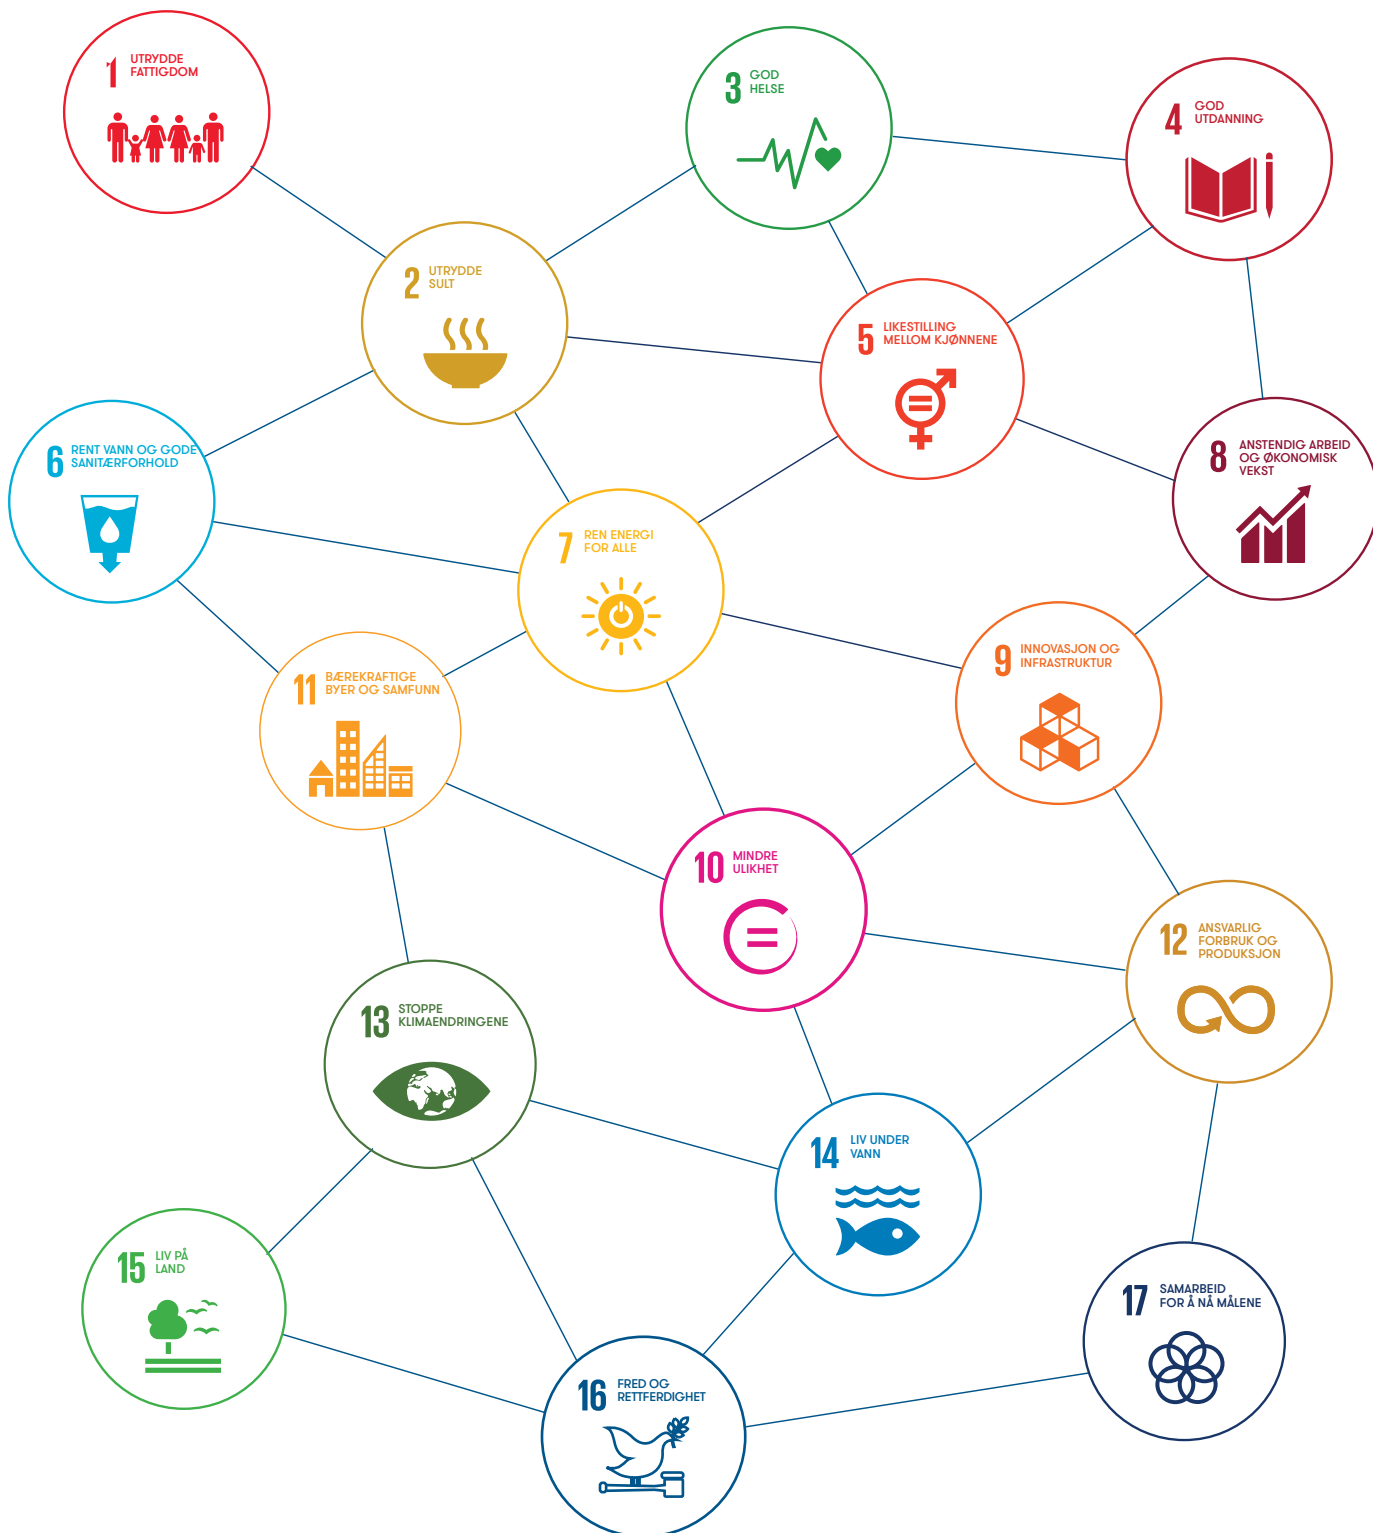 1
UTRYDDE
FATTIGDOM
2
UTRYDDE
SULT
3
GOD
HELSE
4
GOD
UTDANNING
5
LIKESTILLING
MELLOM KJØNNENE
6
RENT VANN OG GODE
SANITÆRFORHOLD
7
REN ENERGI
FOR ALLE
8
ANSTENDIG ARBEID
OG ØKONOMISK
VEKST
9
INNOVASJON OG
INFRASTRUKTUR
10
MINDRE
ULIKHET
11
BÆREKRAFTIGE
BYER OG SAMFUNN
12
ANSVARLIG
FORBRUK OG
PRODUKSJON
13
STOPPE
KLIMAENDRINGENE
14
LIV UNDER
VANN
15
LIV PÅ
LAND
16
FRED OG
RETTFERDIGHET
17
SAMARBEID
FOR Å NÅ MÅLENE